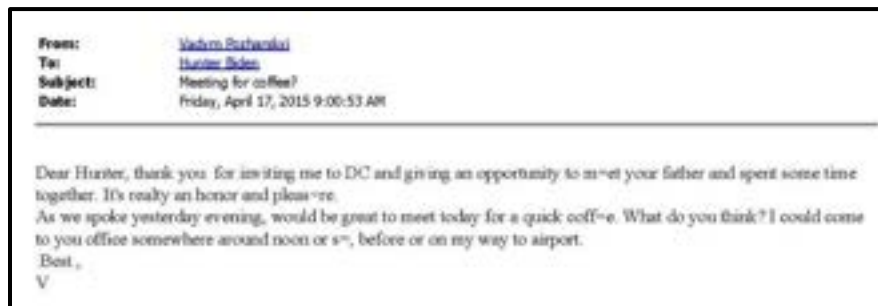 From: Vadym Pozharskyi
To: Hunter Biden
Subject: Meeting for coffee?
Date: Friday, April 17, 2015 9:00:53 AM
Dear Hunter, thank you for inviting me to DC and giving an opportunity to m=et your father and spent some time
together. It's realty an honor and pleas=re.
As we spoke yesterday evening, would be great to meet today for a quick coff=e. What do you think? I could come
to you office somewhere around noon or s=, before or on my way to airport.
Best ,
V